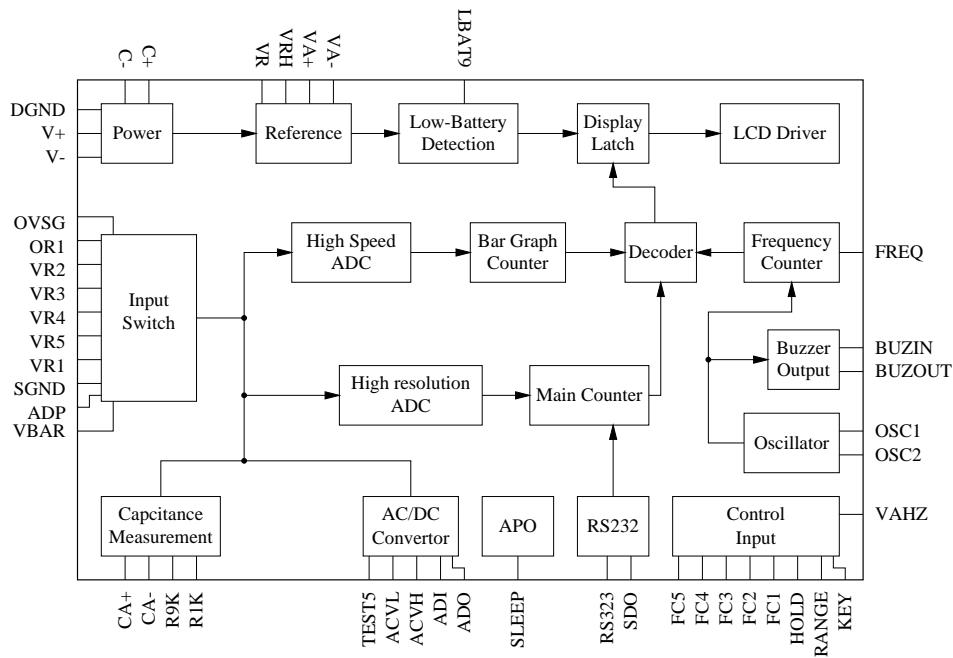 C-
C+
VR
VRH
VA+
VA-
LBAT9
DGND
V+
V-
Power
Reference
Low-Battery
Detection
Display
Latch
LCD Driver
OVSG
OR1
VR2
VR3
VR4
VR5
VR1
SGND
ADP
VBAR
Input
Switch
High Speed
ADC
Bar Graph
Counter
Decoder
Frequency
Counter
FREQ
High resolution
ADC
Main Counter
Buzzer
Output
BUZIN
BUZOUT
Oscillator
OSC1
OSC2
Capcitance
Measurement
AC/DC
Convertor
APO
RS232
Control
Input
VAHZ
CA+
CA-
R9K
R1K
TEST5
ACVL
ACVH
ADI
ADO
SLEEP
RS323
SDO
FC5
FC4
FC3
FC2
FC1
HOLD
RANGE
KEY